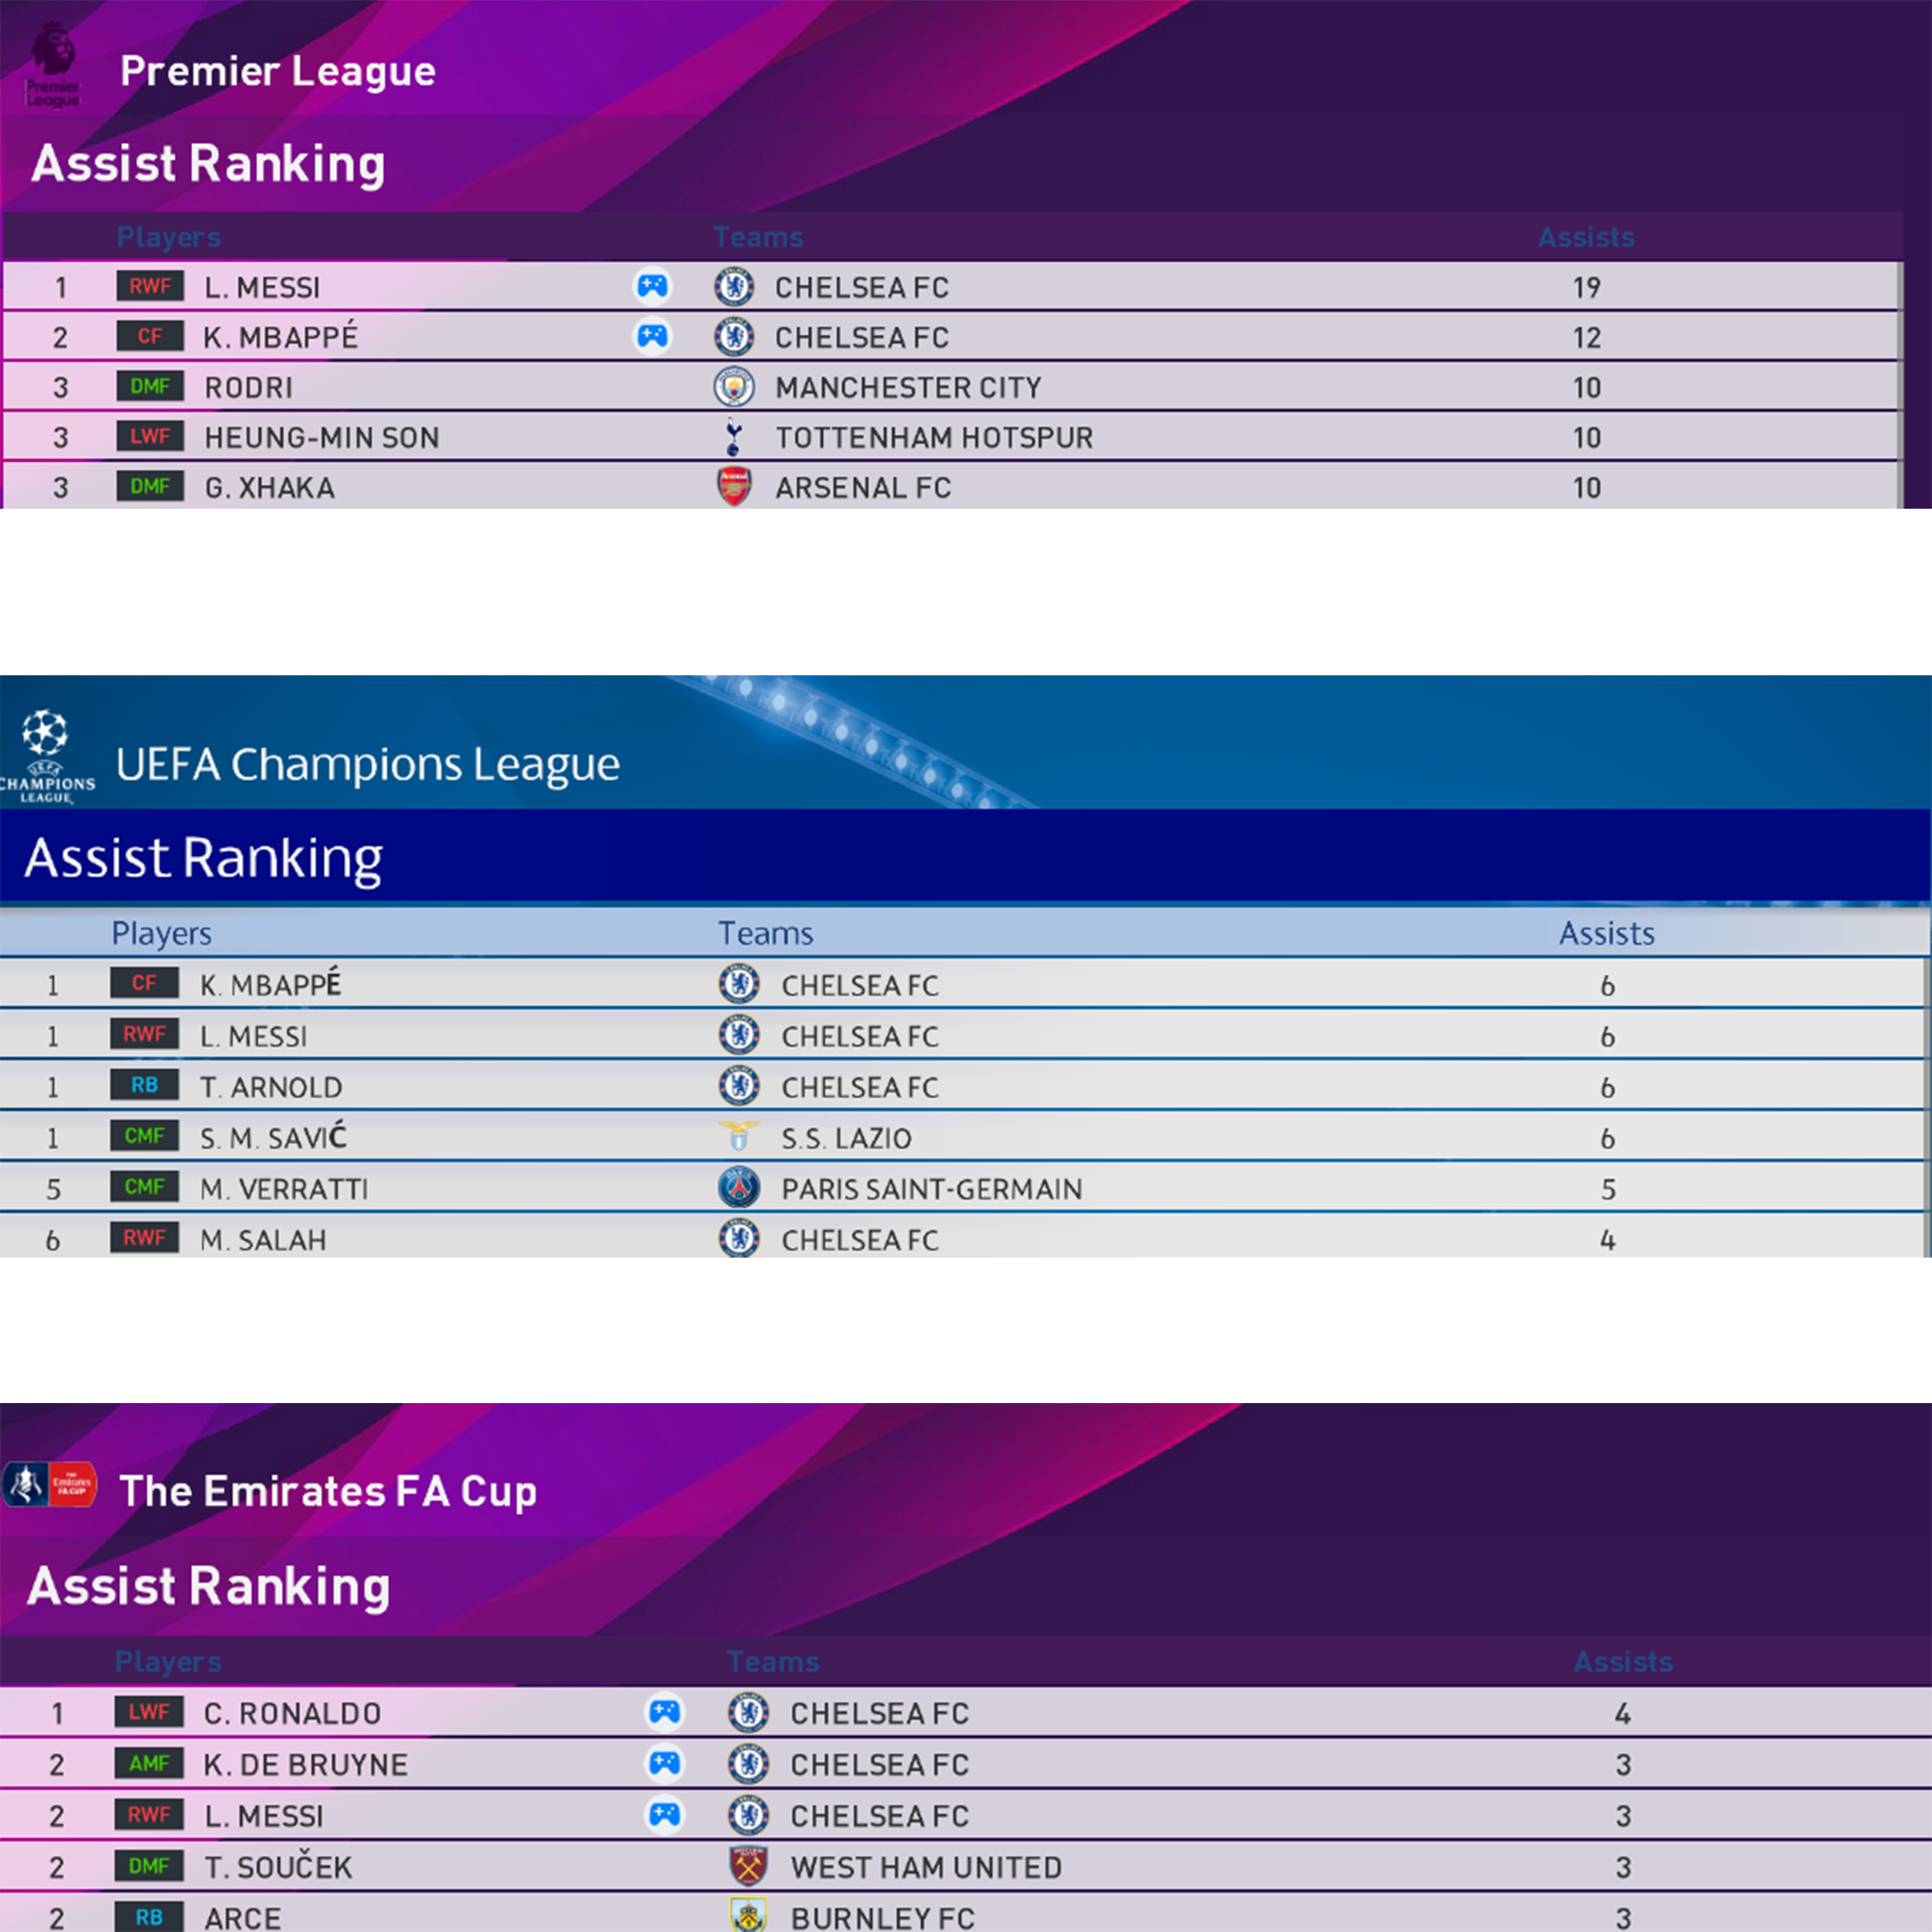 Premier League
Premier League
Assist Ranking
Players Teams Assists
1 RWF L. MESSI CHELSEA FC 19
2 CF K. MBAPPÉ CHELSEA FC 12
3 DMF RODRI MANCHESTER CITY 10
3 LWF HEUNG-MIN SON TOTTENHAM HOTSPUR 10
3 DMF G. XHAKA ARSENAL FC 10
UEFA CHAMPIONS LEAGUE
UEFA Champions League
Assist Ranking
Players Teams Assists
1 CF K. MBAPPÉ CHELSEA FC 6
1 RWF L. MESSI CHELSEA FC 6
1 RB T. ARNOLD CHELSEA FC 6
1 CMF S. M. SAVIĆ S.S. LAZIO 6
5 CMF M. VERRATTI PARIS SAINT-GERMAIN 5
6 RWF M. SALAH CHELSEA FC 4
THE Emirates FA CUP
The Emirates FA Cup
Assist Ranking
Players Teams Assists
1 LWF C. RONALDO CHELSEA FC 4
2 AMF K. DE BRUYNE CHELSEA FC 3
2 RWF L. MESSI CHELSEA FC 3
2 DMF T. SOUČEK WEST HAM UNITED 3
2 RB ARCE BURNLEY FC 3